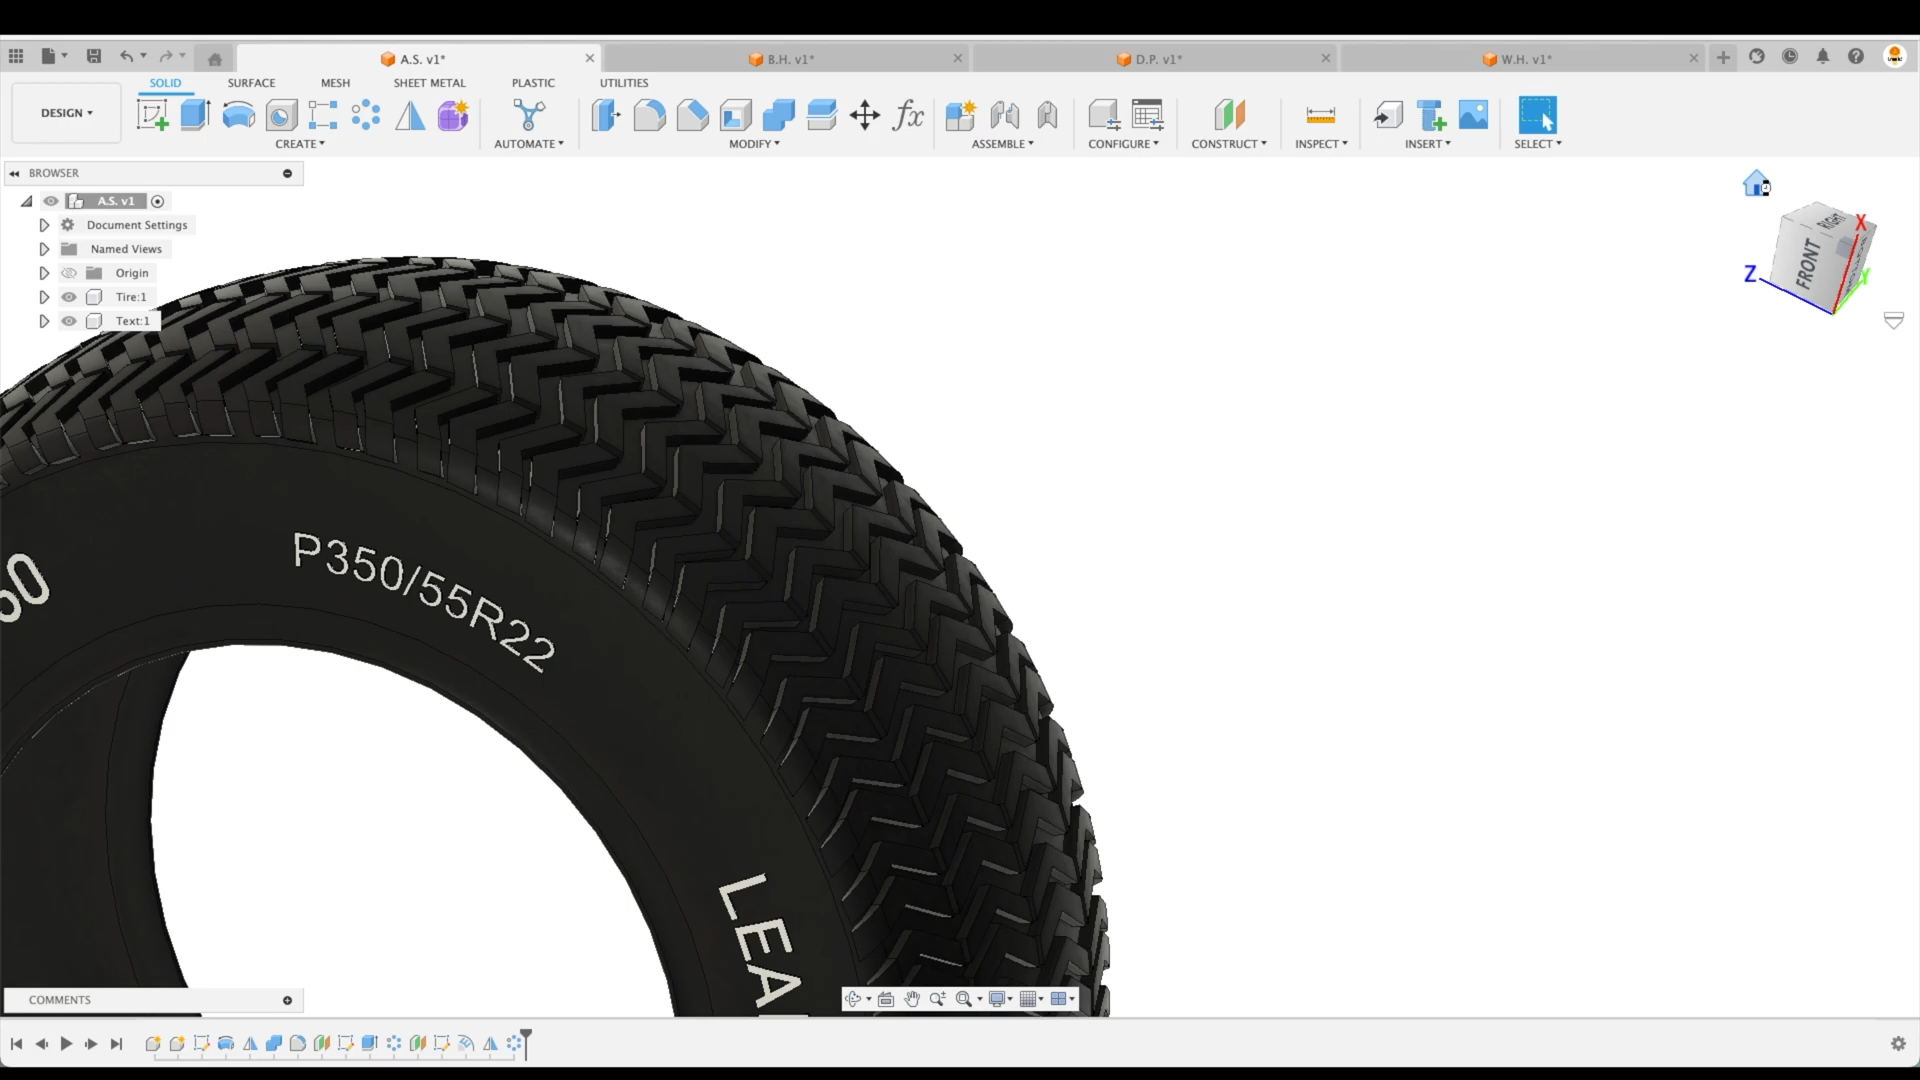 A.S. v1*
B.H. v1*
D.P. v1*
W.H. v1*
SOLID
SURFACE
MESH
SHEET METAL
PLASTIC
UTILITIES
DESIGN
CREATE
AUTOMATE
MODIFY
fx
ASSEMBLE
CONFIGURE
CONSTRUCT
INSPECT
INSERT
SELECT
BROWSER
A.S. v1
Document Settings
Named Views
Origin
Tire:1
Text:1
FRONT
RIGHT
X
Y
Z
P350/55R22
LEA
COMMENTS